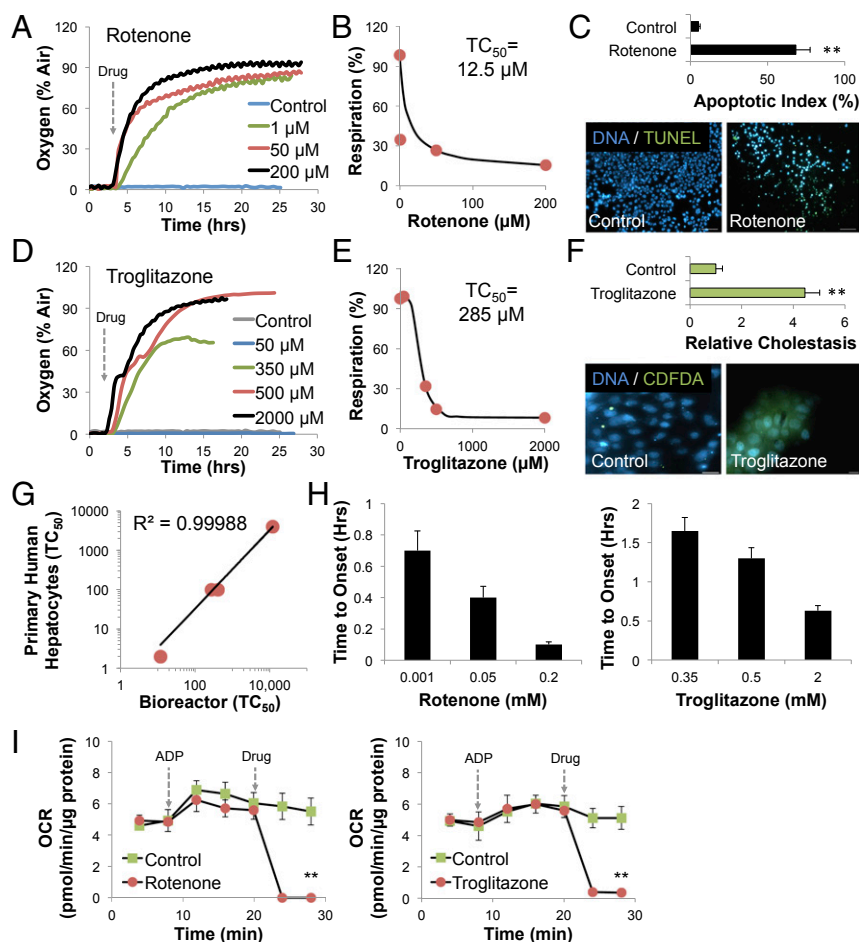 A
Rotenone
Oxygen (% Air)
120
90
60
30
0
Drug
Control
1 µM
50 µM
200 µM
0 5 10 15 20 25 30
Time (hrs)
B
Respiration (%)
120
90
60
30
0
TC50=
12.5 µM
0 100 200
Rotenone (µM)
C
Control
Rotenone
**
0 50 100
Apoptotic Index (%)
DNA / TUNEL
Control
Rotenone
D
Troglitazone
Oxygen (% Air)
120
90
60
30
0
Drug
Control
50 µM
350 µM
500 µM
2000 µM
0 5 10 15 20 25 30
Time (hrs)
E
Respiration (%)
120
90
60
30
0
TC50=
285 µM
0 1000 2000
Troglitazone (µM)
F
Control
Troglitazone
**
0 2 4 6
Relative Cholestasis
DNA / CDFDA
Control
Troglitazone
G
Primary Human
Hepatocytes (TC50)
10000
1000
100
10
1
R² = 0.99988
1 100 10,000
Bioreactor (TC50)
H
Time to Onset (Hrs)
1
0.8
0.6
0.4
0.2
0
0.001 0.05 0.2
Rotenone (mM)
Time to Onset (Hrs)
2
1.5
1
0.5
0
0.35 0.5 2
Troglitazone (mM)
I
OCR
(pmol/min/µg protein)
10
8
6
4
2
0
ADP
Drug
Control
Rotenone
**
0 10 20 30
Time (min)
OCR
(pmol/min/µg protein)
10
8
6
4
2
0
ADP
Drug
Control
Troglitazone
**
0 10 20 30
Time (min)